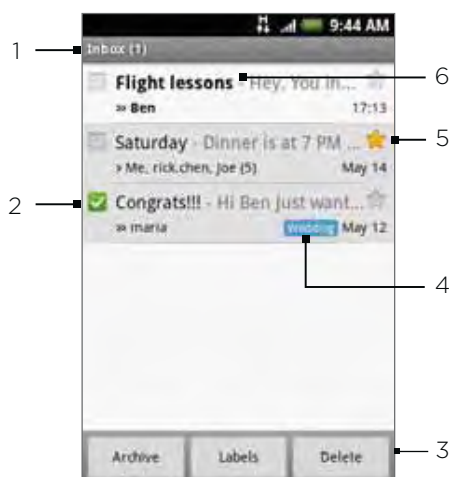 9:44 AM
1
Inbox (1)
Flight lessons - Hey, You in...
6
» Ben 17:13
Saturday - Dinner is at 7 PM ...
5
› Me, rick.chen, Joe (5) May 14
2
Congrats!!! - Hi Ben Just want...
» maria Wedding May 12
4
Archive Labels Delete
3